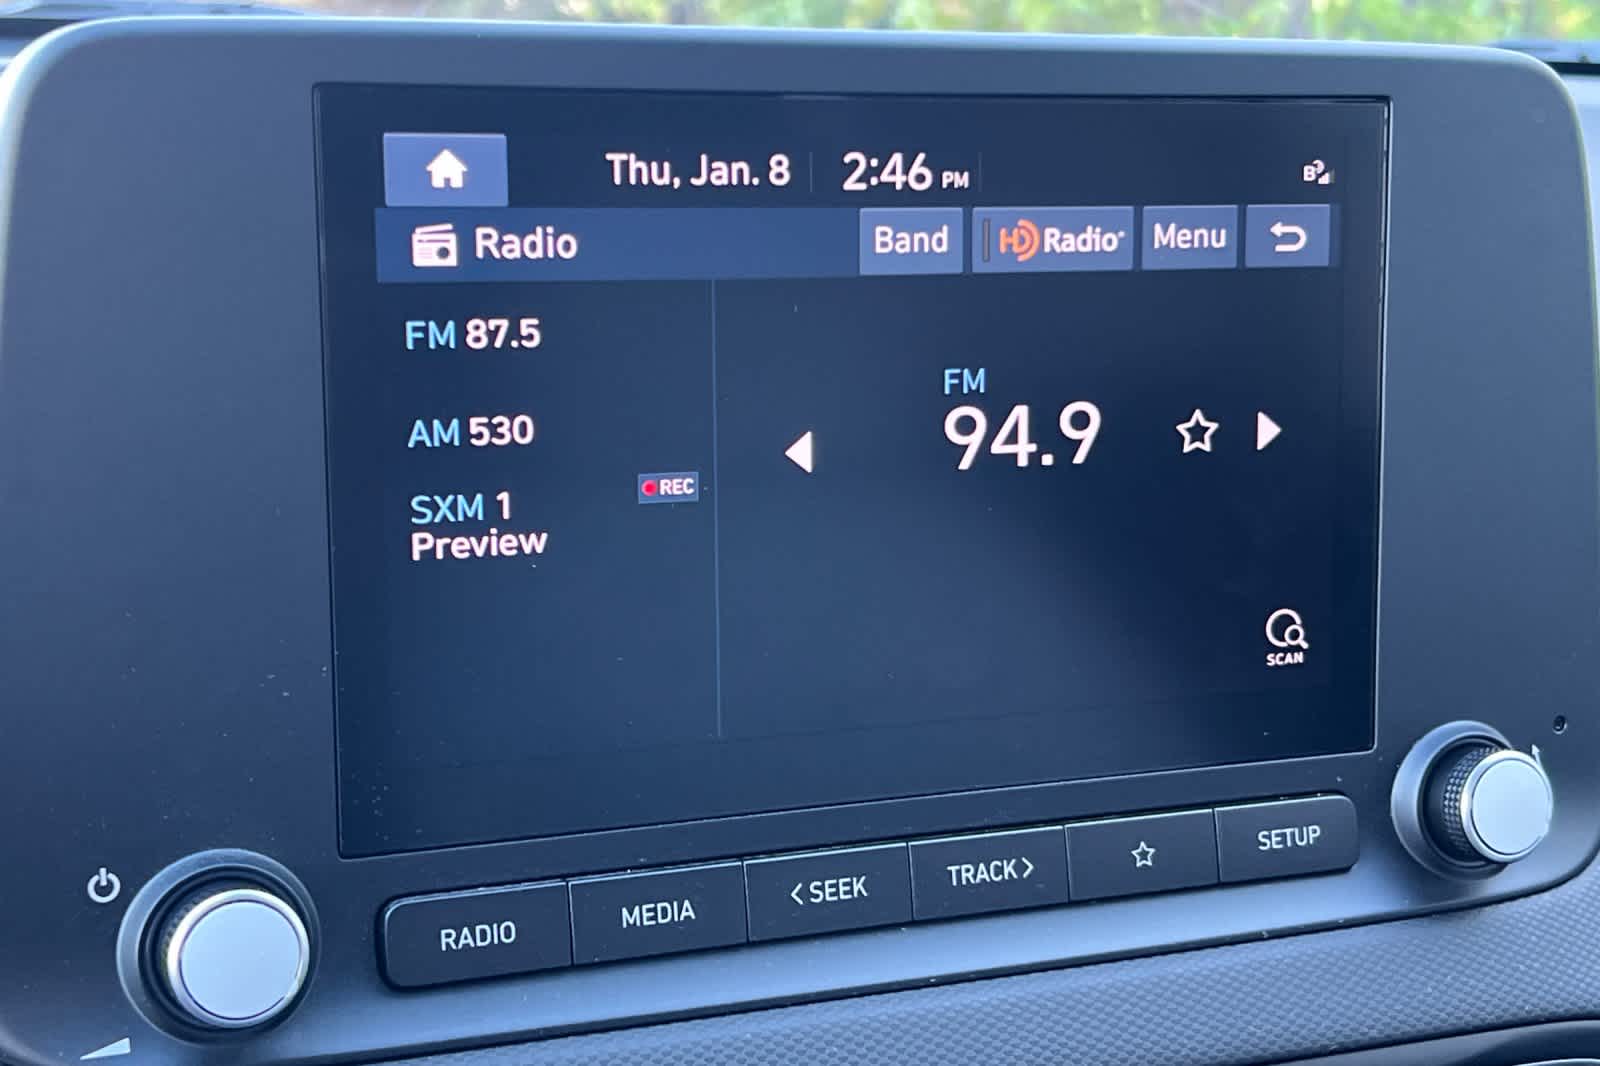 Thu, Jan. 8 2:46 PM
Radio Band HD Radio Menu
FM 87.5
AM 530
REC
SXM 1
Preview
FM
94.9
SCAN
RADIO MEDIA < SEEK TRACK > SETUP